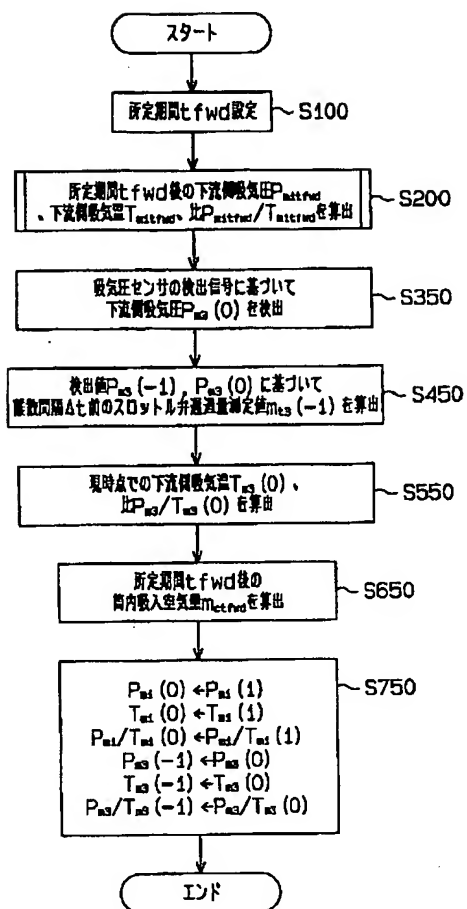 スタート
所定期間tfwd設定
S100
所定期間tfwd後の下流側吸気圧Pmitfwd
、下流側吸気温Tmitfwd、比Pmitfwd/Tmitfwdを算出
S200
吸気圧センサの検出信号に基づいて
下流側吸気圧Pm3(0)を検出
S350
検出値Pm3(-1), Pm3(0)に基づいて
離散間隔Δt前のスロットル弁通過量測定値mt3(-1)を算出
S450
現時点での下流側吸気温Tm3(0)、
比Pm3/Tm3(0)を算出
S550
所定期間tfwd後の
筒内吸入空気量mctfwdを算出
S650
Pm1(0)←Pm1(1)
Tm1(0)←Tm1(1)
Pm1/Tm1(0)←Pm1/Tm1(1)
Pm3(-1)←Pm3(0)
Tm3(-1)←Tm3(0)
Pm3/Tm3(-1)←Pm3/Tm3(0)
S750
エンド